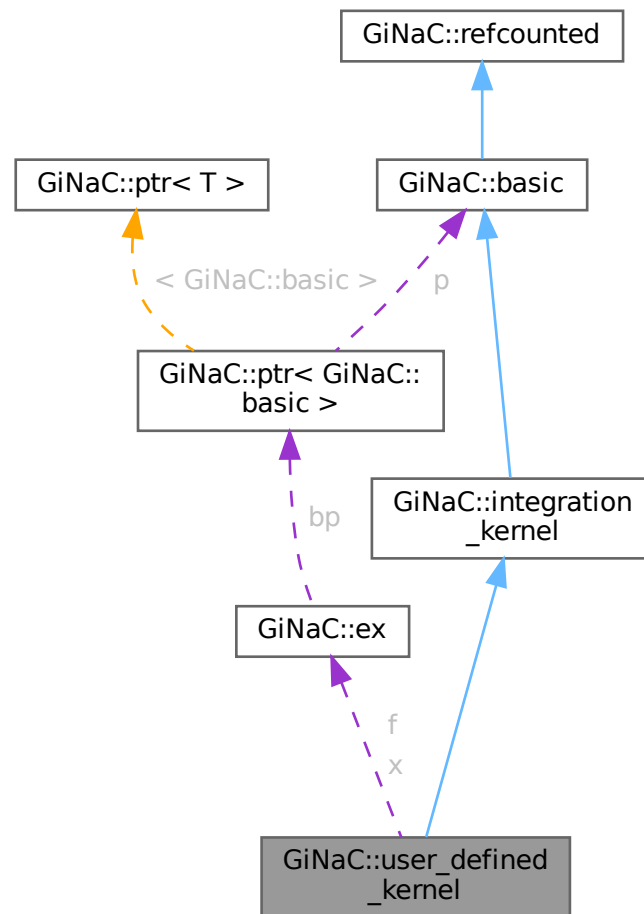 GiNaC::refcounted
GiNaC::ptr< T >
GiNaC::basic
< GiNaC::basic >
p
GiNaC::ptr< GiNaC::
basic >
bp
GiNaC::integration
_kernel
GiNaC::ex
f
x
GiNaC::user_defined
_kernel